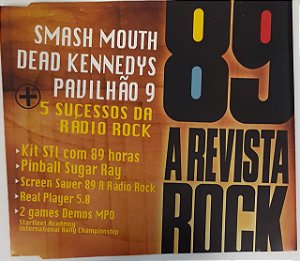 SMASH MOUTH
DEAD KENNEDYS
PAVILHÃO 9
+ 5 SUCESSOS DA
RÁDIO ROCK
Kit STI com 89 horas
Pinball Sugar Ray
Screen Saver 89 A Rádio Rock
Real Player 5.0
2 games Demos MPO
Starfleet Academy
International Rally Championship
89
A REVISTA
ROCK